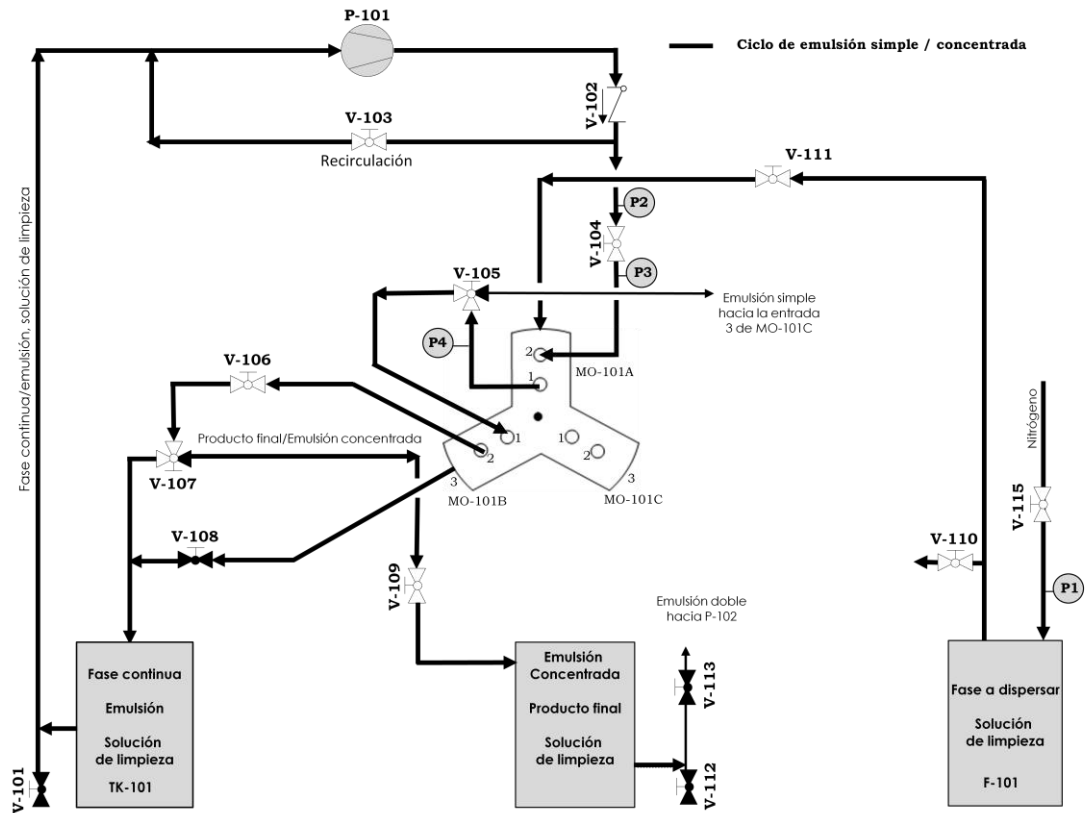 P-101
Ciclo de emulsión simple / concentrada
V-102
V-103
Recirculación
V-111
P2
V-104
P3
V-105
Emulsión simple
hacia la entrada
3 de MO-101C
P4
2
MO-101A
1
V-106
Fase continua/emulsión, solución de limpieza
Producto final/Emulsión concentrada
V-107
1
2
3
MO-101B
1
2
3
MO-101C
Nitrógeno
V-115
V-108
V-109
V-110
P1
Emulsión doble
hacia P-102
V-113
V-112
V-101
Fase continua
Emulsión
Solución
de limpieza
TK-101
Emulsión
Concentrada
Producto final
Solución
de limpieza
Fase a dispersar
Solución
de limpieza
F-101